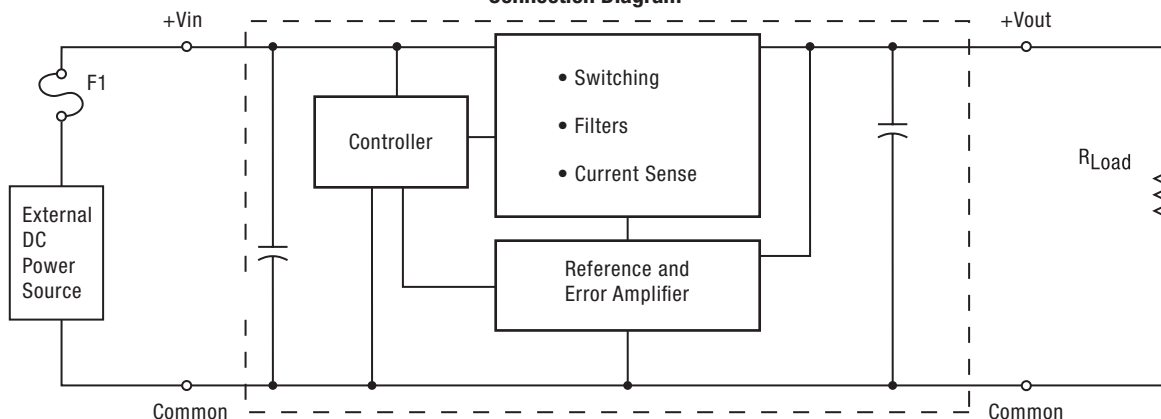 Connection Diagram
+Vin
+Vout
F1
• Switching
• Filters
• Current Sense
Controller
RLoad
External
DC
Power
Source
Reference and
Error Amplifier
Common
Common